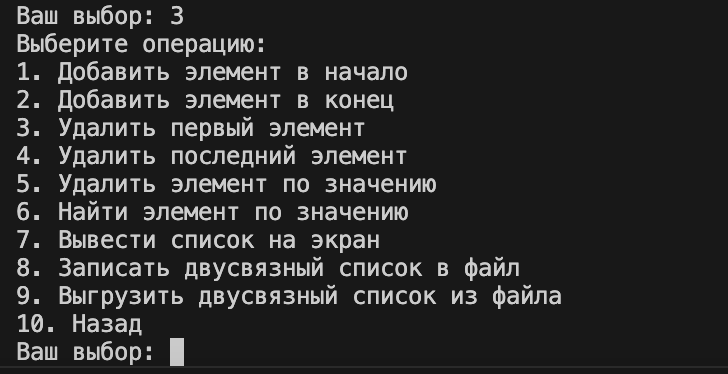 Ваш выбор: 3
Выберите операцию:
1. Добавить элемент в начало
2. Добавить элемент в конец
3. Удалить первый элемент
4. Удалить последний элемент
5. Удалить элемент по значению
6. Найти элемент по значению
7. Вывести список на экран
8. Записать двусвязный список в файл
9. Выгрузить двусвязный список из файла
10. Назад
Ваш выбор: